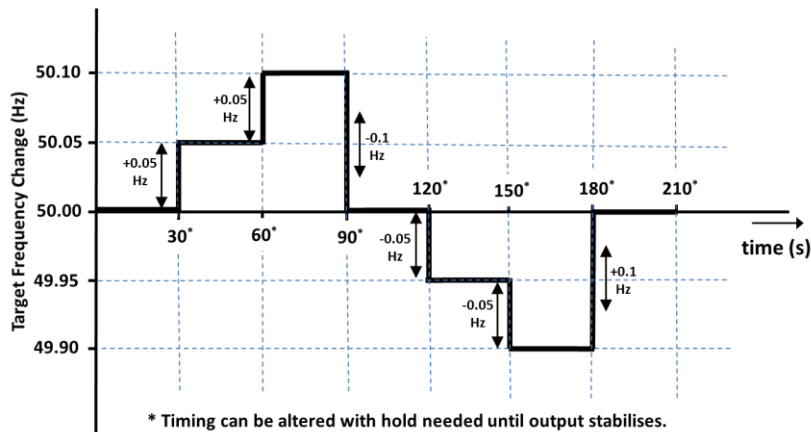 Target Frequency Change (Hz)
50.10
50.05
50.00
49.95
49.90
+0.05
Hz
+0.05
Hz
-0.1
Hz
30*
60*
90*
120*
150*
180*
210*
-0.05
Hz
-0.05
Hz
+0.1
Hz
time (s)
* Timing can be altered with hold needed until output stabilises.